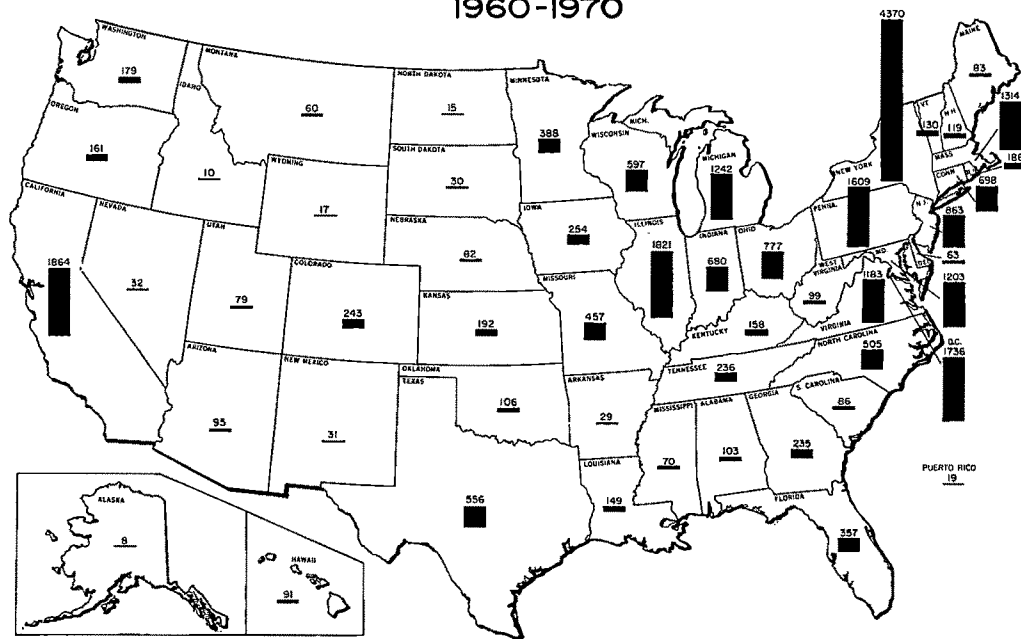 1960-1970
WASHINGTON
179
MONTANA
60
IDAHO
10
OREGON
161
NORTH DAKOTA
15
MINNESOTA
388
SOUTH DAKOTA
30
WYOMING
17
WISCONSIN
597
MICH.
MICHIGAN
1242
4370
NEW YORK
VT.
130
N.H.
119
MAINE
83
1314
MASS
188
CONN
R.I.
698
CALIFORNIA
1864
NEVADA
32
UTAH
79
COLORADO
243
NEBRASKA
82
IOWA
254
ILLINOIS
1821
INDIANA
680
OHIO
777
PENNA.
1609
N.J.
863
63
DEL
MD.
1203
WEST
VIRGINIA
99
1183
VIRGINIA
D.C.
1736
KANSAS
192
MISSOURI
457
KENTUCKY
158
NORTH CAROLINA
505
TENNESSEE
236
S. CAROLINA
86
ARIZONA
95
NEW MEXICO
31
OKLAHOMA
106
TEXAS
556
ARKANSAS
29
LOUISIANA
149
MISSISSIPPI
70
ALABAMA
103
GEORGIA
235
FLORIDA
357
PUERTO RICO
19
ALASKA
8
HAWAII
91